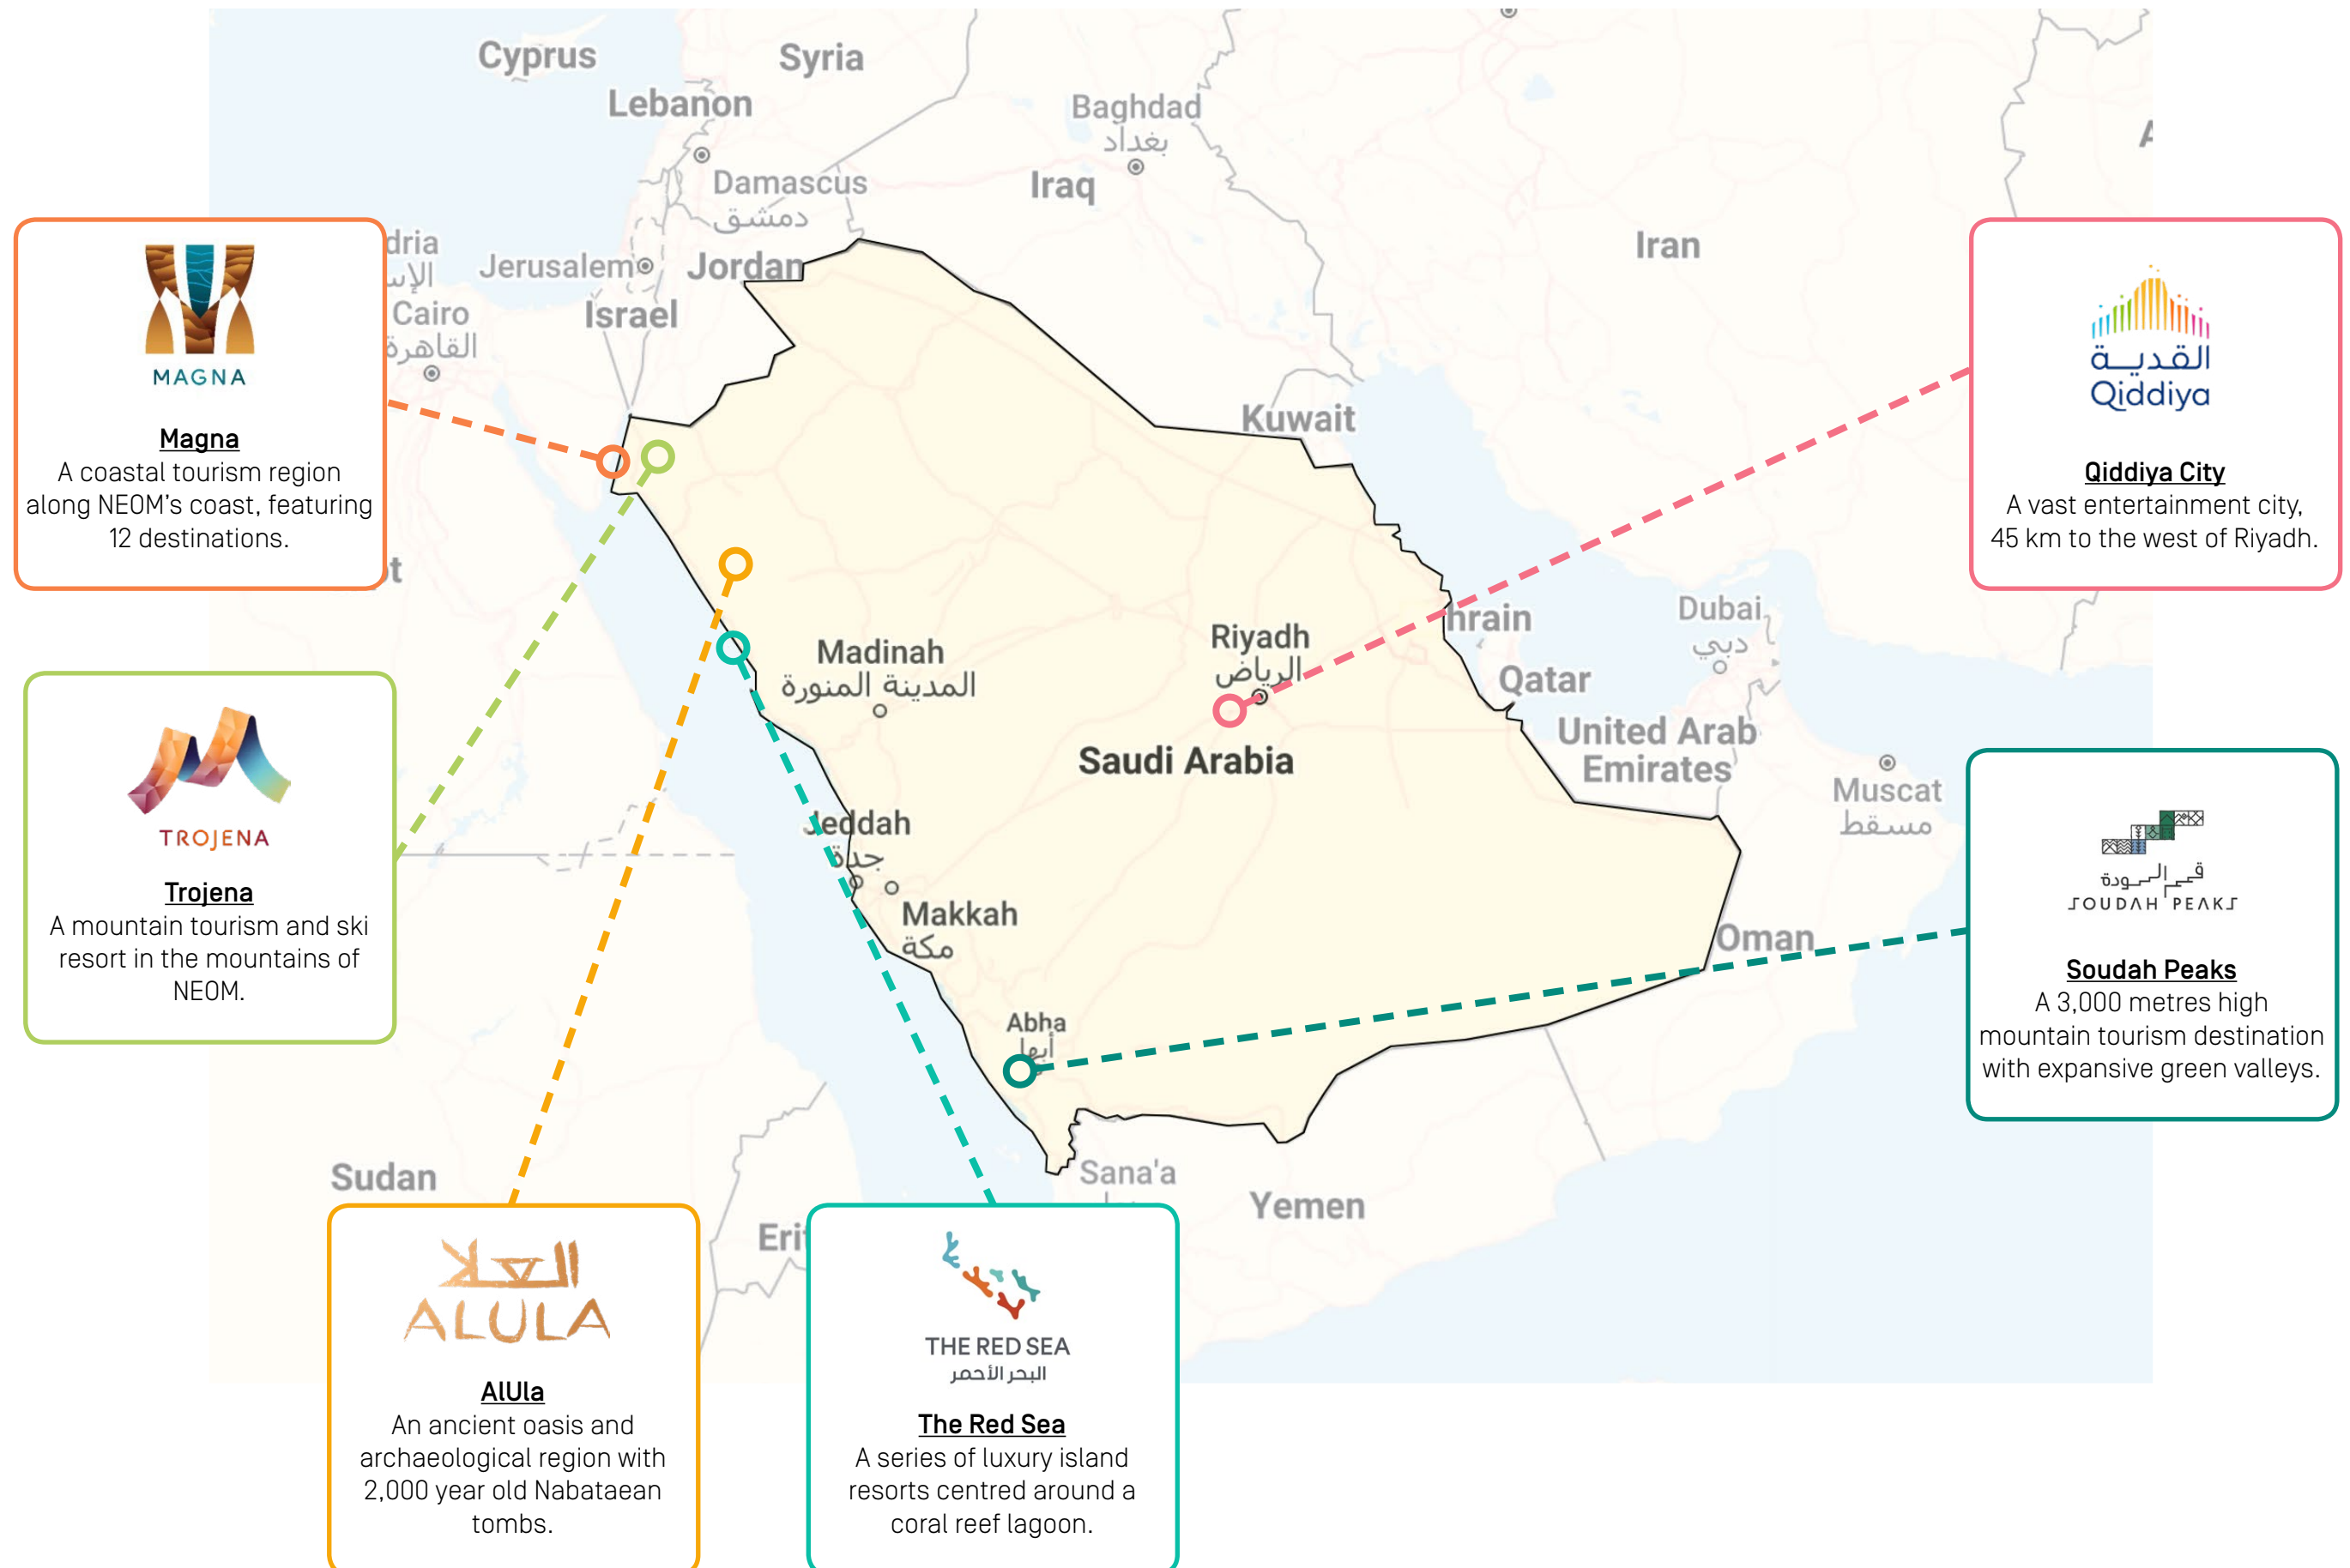 Cyprus
Syria
Lebanon
Baghdad
بغداد
Damascus
دمشق
Iraq
Iran
Jerusalem
Jordan
Israel
Cairo
القاهرة
Kuwait
MAGNA
Magna
A coastal tourism region
along NEOM's coast, featuring
12 destinations.
القدية
Qiddiya
Qiddiya City
A vast entertainment city,
45 km to the west of Riyadh.
Madinah
المدينة المنورة
Riyadh
الرياض
hrain
Dubai
دبي
Qatar
United Arab
Emirates
Saudi Arabia
Muscat
مسقط
TROJENA
Trojena
A mountain tourism and ski
resort in the mountains of
NEOM.
Jeddah
جدة
Makkah
مكة
Oman
قمم السودة
SOUDAH PEAKS
Soudah Peaks
A 3,000 metres high
mountain tourism destination
with expansive green valleys.
Abha
أبها
Sana'a
Sudan
Yemen
Eri
العلا
ALULA
AlUla
An ancient oasis and
archaeological region with
2,000 year old Nabataean
tombs.
THE RED SEA
البحر الأحمر
The Red Sea
A series of luxury island
resorts centred around a
coral reef lagoon.